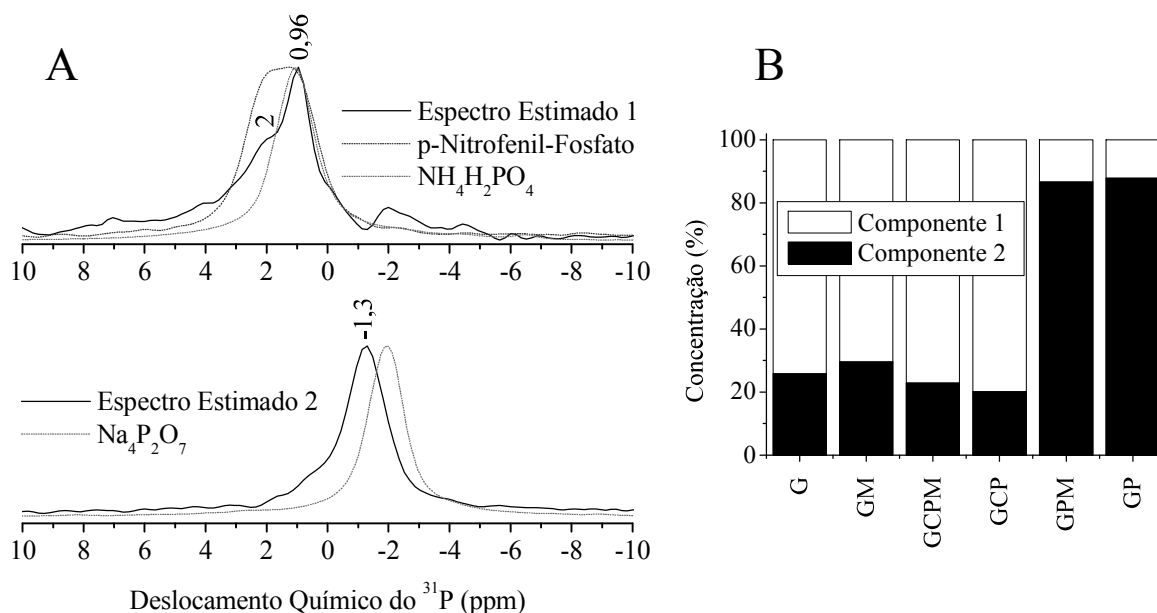 A
0,96
2
Espectro Estimado 1
p-Nitrofenil-Fosfato
NH₄H₂PO₄
10 8 6 4 2 0 -2 -4 -6 -8 -10
-1,3
Espectro Estimado 2
Na₄P₂O₇
10 8 6 4 2 0 -2 -4 -6 -8 -10
Deslocamento Químico do ³¹P (ppm)
B
Concentração (%)
100
80
60
40
20
0
Componente 1
Componente 2
G GM GCPM GCP GPM GP